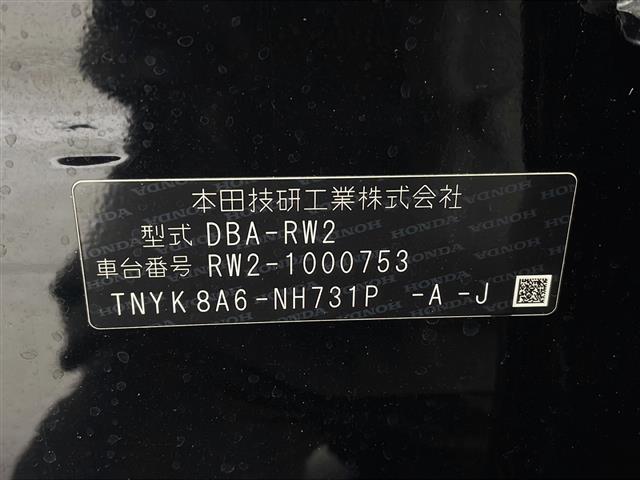 本田技研工業株式会社
型式 DBA-RW2
車台番号 RW2-1000753
TNYK8A6-NH731P -A-J